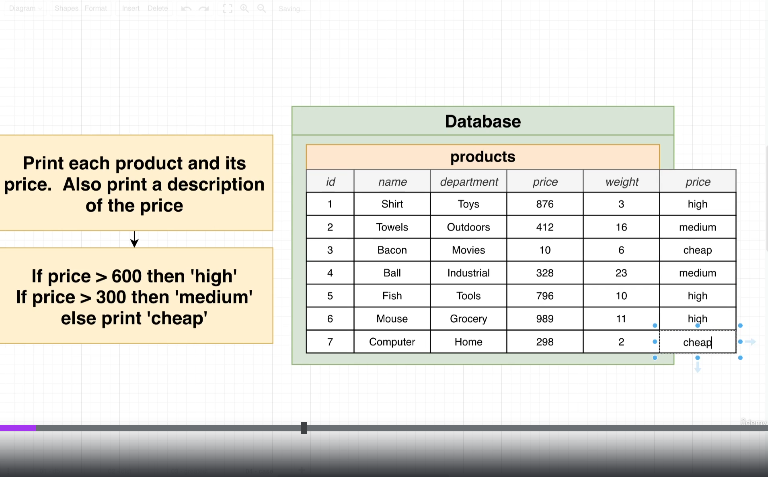 Diagram Shapes Format Insert Delete Saving...
Print each product and its
price. Also print a description
of the price
If price > 600 then 'high'
If price > 300 then 'medium'
else print 'cheap'
Database
products
id name department price weight price
1 Shirt Toys 876 3 high
2 Towels Outdoors 412 16 medium
3 Bacon Movies 10 6 cheap
4 Ball Industrial 328 23 medium
5 Fish Tools 796 10 high
6 Mouse Grocery 989 11 high
7 Computer Home 298 2 cheap